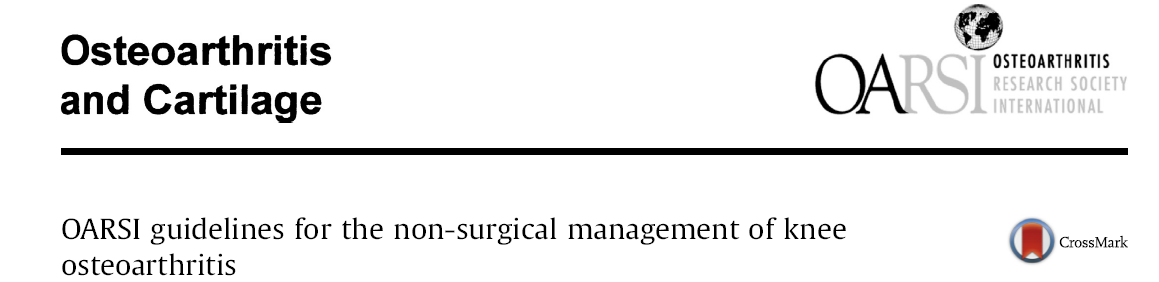 Osteoarthritis
and Cartilage
OARSI OSTEOARTHRITIS
RESEARCH SOCIETY
INTERNATIONAL
OARSI guidelines for the non-surgical management of knee
osteoarthritis
CrossMark